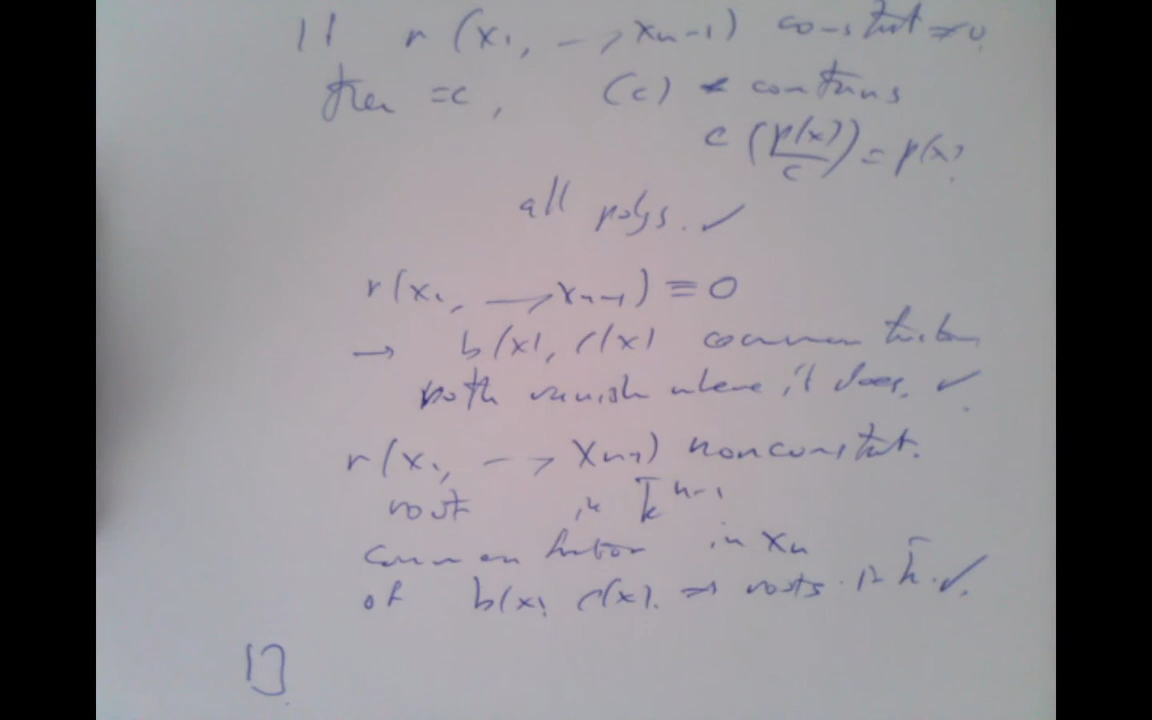 If r(x₁, → xₙ₋₁) constant ≠ 0
then = c, (c) contains
c (p(x)/c) = p(x)
all polys. ✓
r(x₁, → xₙ₋₁) ≡ 0
→ b(x), c(x) common factor
both vanish where it does. ✓
r(x₁, → xₙ₋₁) nonconstant.
root in k̄ⁿ⁻¹
common factor in xₙ
of b(x), c(x). ⇒ roots in k̄. ✓
□